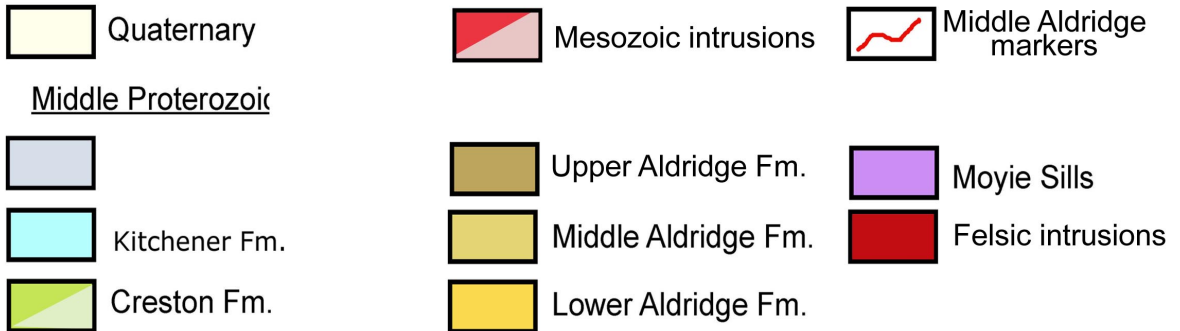 Quaternary
Mesozoic intrusions
Middle Aldridge
markers
Middle Proterozoic
Upper Aldridge Fm.
Moyie Sills
Kitchener Fm.
Middle Aldridge Fm.
Felsic intrusions
Creston Fm.
Lower Aldridge Fm.